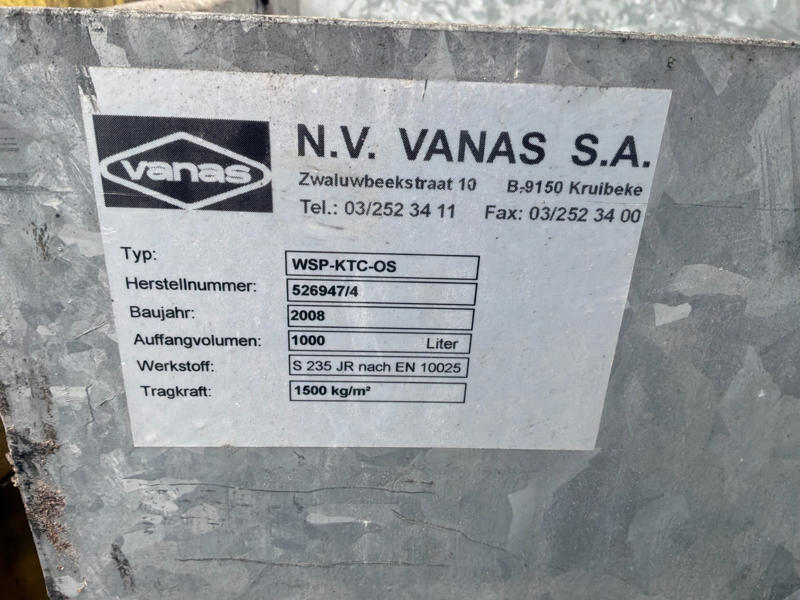 vanas
N.V. VANAS S.A.
Zwaluwbeekstraat 10 B-9150 Kruibeke
Tel.: 03/252 34 11 Fax: 03/252 34 00
Typ: WSP-KTC-OS
Herstellnummer: 526947/4
Baujahr: 2008
Auffangvolumen: 1000 Liter
Werkstoff: S 235 JR nach EN 10025
Tragkraft: 1500 kg/m²